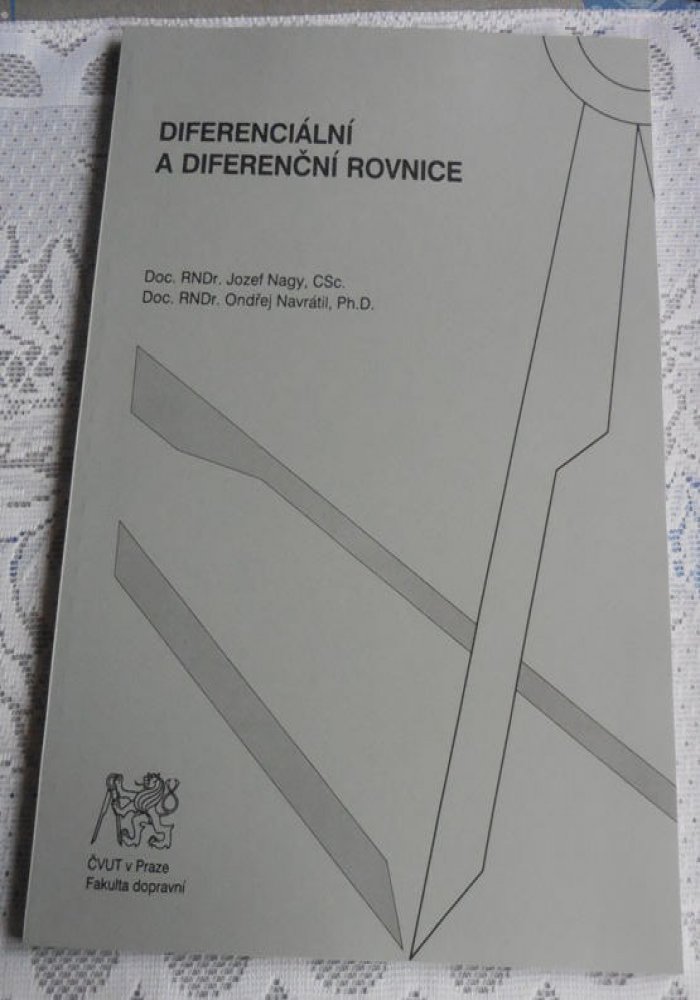 DIFERENCIÁLNÍ
A DIFERENČNÍ ROVNICE
Doc. RNDr. Jozef Nagy, CSc.
Doc. RNDr. Ondřej Navrátil, Ph.D.
ČVUT v Praze
Fakulta dopravní